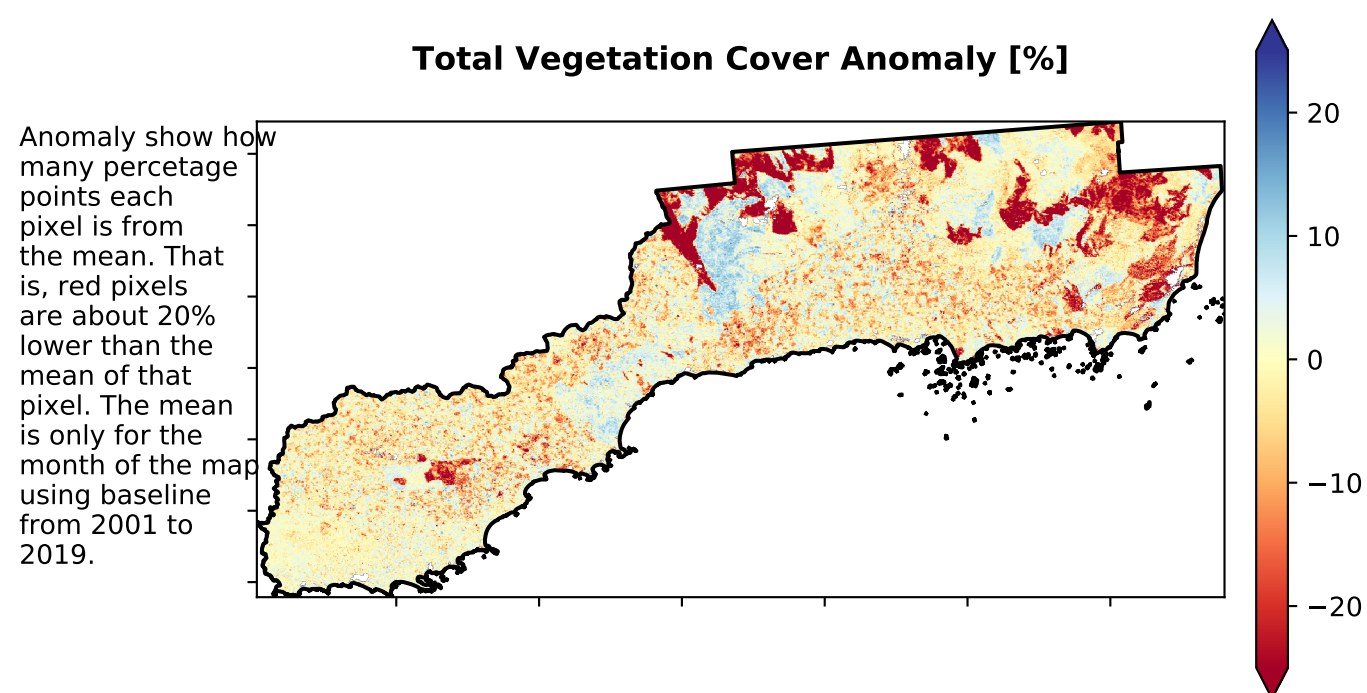 Total Vegetation Cover Anomaly [%]
Anomaly show how
many percetage
points each
pixel is from
the mean. That
is, red pixels
are about 20%
lower than the
mean of that
pixel. The mean
is only for the
month of the map
using baseline
from 2001 to
2019.
20
10
0
−10
−20